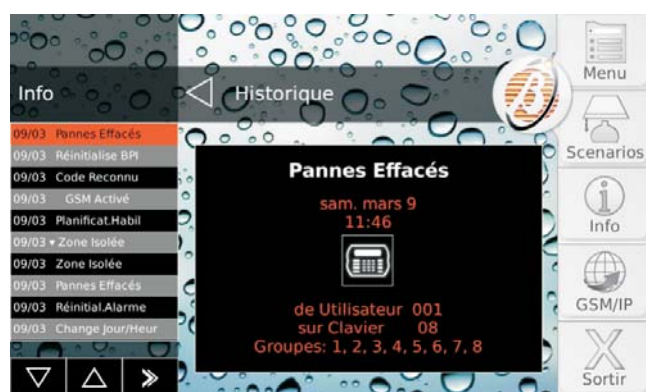 Info
Historique
09/03 Pannes Effacés
09/03 Réinitialise BPI
09/03 Code Reconnu
09/03 GSM Activé
09/03 Planificat.Habil
09/03 ▾ Zone Isolée
09/03 Zone Isolée
09/03 Pannes Effacés
09/03 Réinitial.Alarme
09/03 Change Jour/Heur
Pannes Effacés
sam. mars 9
11:46
de Utilisateur 001
sur Clavier 08
Groupes: 1, 2, 3, 4, 5, 6, 7, 8
Menu
Scenarios
Info
GSM/IP
Sortir